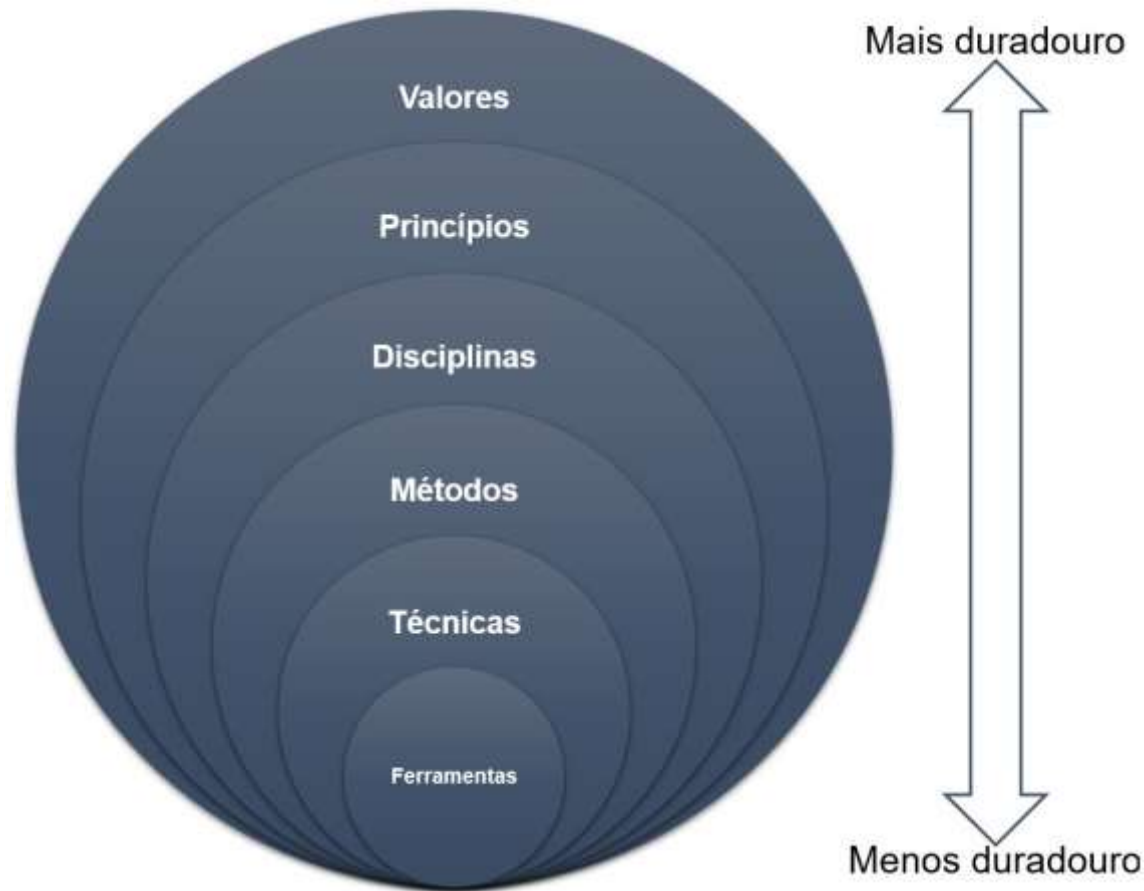 Mais duradouro
Valores
Princípios
Disciplinas
Métodos
Técnicas
Ferramentas
Menos duradouro